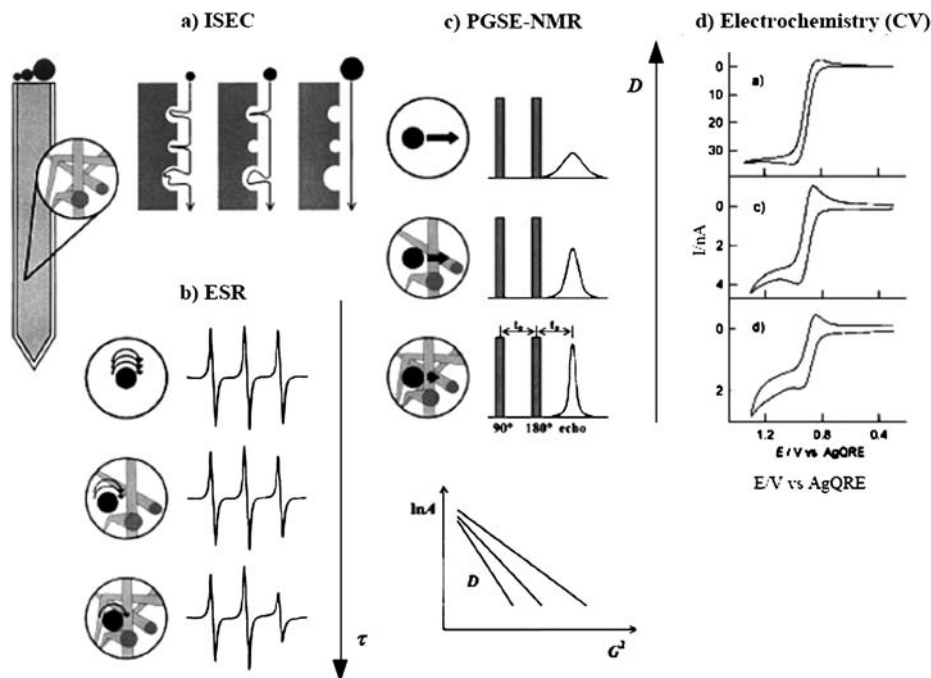 a) ISEC
b) ESR
τ
c) PGSE-NMR
D
90° 180° echo
lnA
D
G²
d) Electrochemistry (CV)
0
10
20
30
a)
I/nA
0
2
4
c)
0
2
d)
1.2 0.8 0.4
E / V vs AgQRE
E/V vs AgQRE